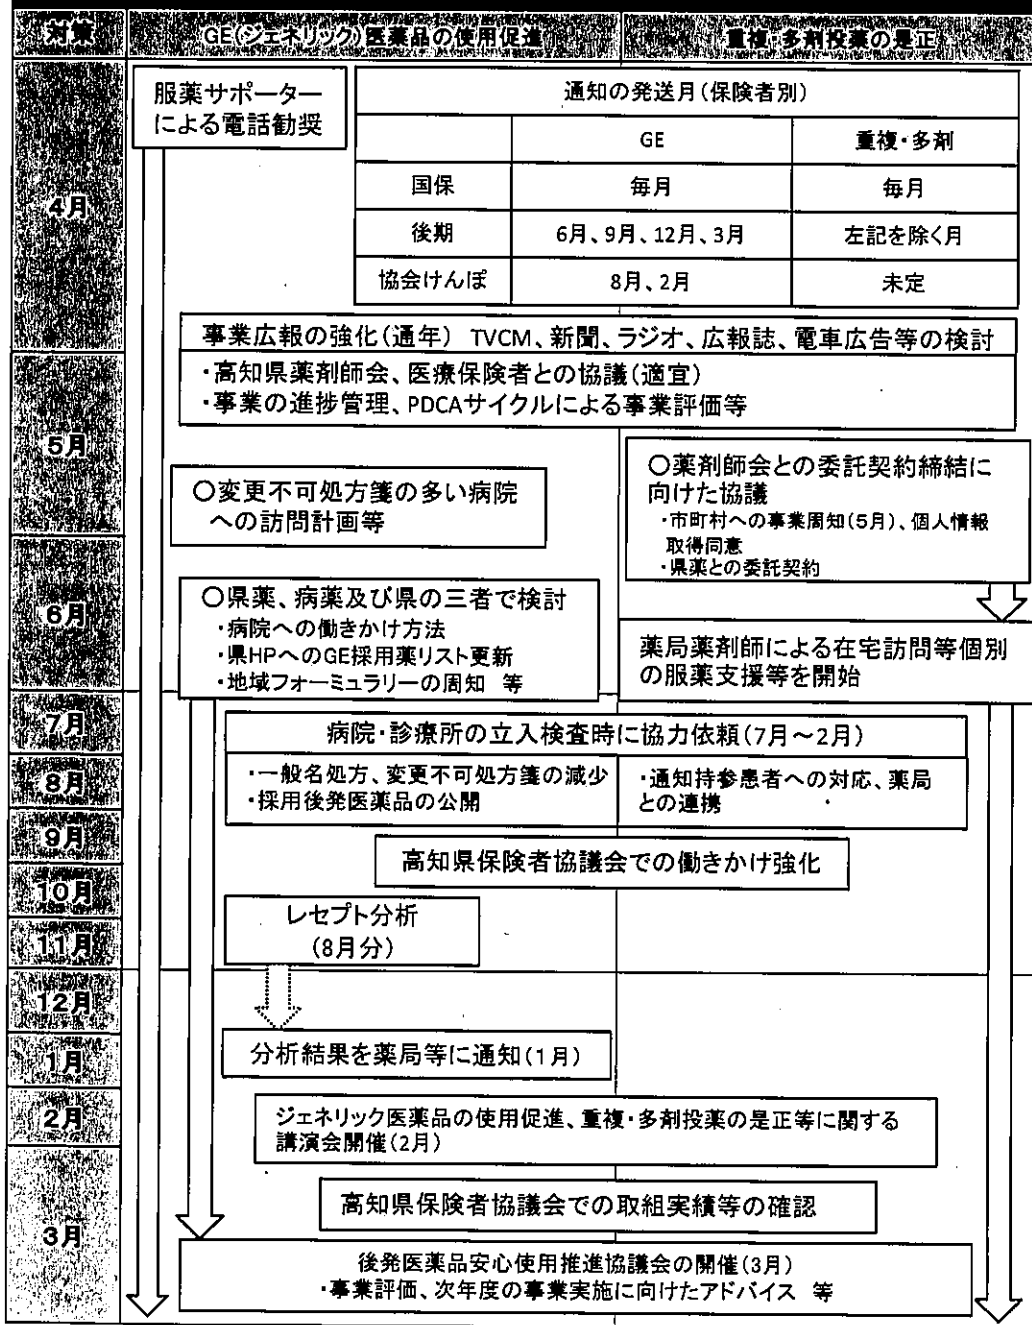 対策 GE(ジェネリック)医薬品の使用促進 重複・多剤投薬の是正
4月
服薬サポーター
による電話勧奨
通知の発送月(保険者別)
GE 重複・多剤
国保 毎月 毎月
後期 6月、9月、12月、3月 左記を除く月
協会けんぽ 8月、2月 未定
事業広報の強化(通年) TVCM、新聞、ラジオ、広報誌、電車広告等の検討
・高知県薬剤師会、医療保険者との協議(適宜)
・事業の進捗管理、PDCAサイクルによる事業評価等
5月
〇変更不可処方箋の多い病院
への訪問計画等
〇薬剤師会との委託契約締結に
向けた協議
・市町村への事業周知(5月)、個人情報
取得同意
・県薬との委託契約
6月
〇県薬、病薬及び県の三者で検討
・病院への働きかけ方法
・県HPへのGE採用薬リスト更新
・地域フォーミュラリーの周知 等
薬局薬剤師による在宅訪問等個別
の服薬支援等を開始
7月
病院・診療所の立入検査時に協力依頼(7月～2月)
8月
・一般名処方、変更不可処方箋の減少
・採用後発医薬品の公開
・通知持参患者への対応、薬局
との連携
9月
高知県保険者協議会での働きかけ強化
10月
レセプト分析
(8月分)
11月
12月
1月
分析結果を薬局等に通知(1月)
2月
ジェネリック医薬品の使用促進、重複・多剤投薬の是正等に関する
講演会開催(2月)
高知県保険者協議会での取組実績等の確認
3月
後発医薬品安心使用推進協議会の開催(3月)
・事業評価、次年度の事業実施に向けたアドバイス 等